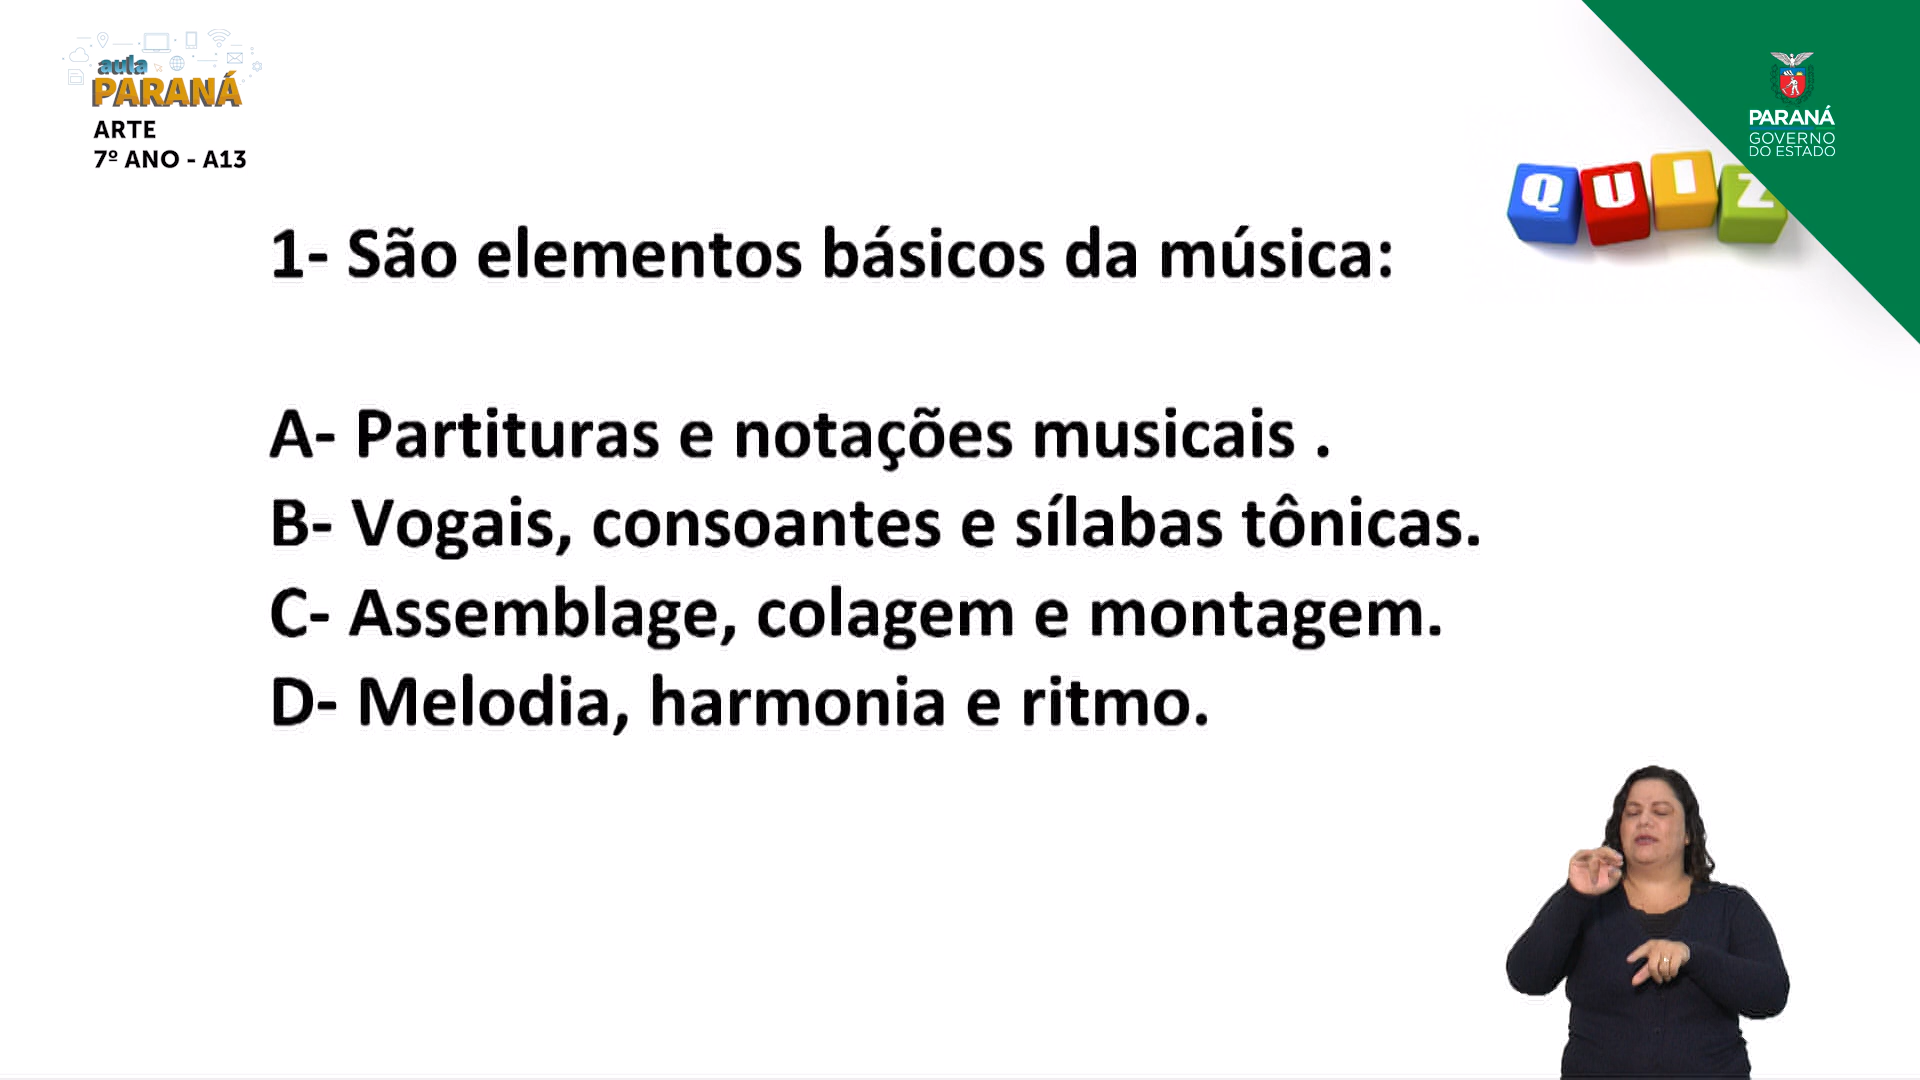 aula
PARANÁ
ARTE
7º ANO - A13
PARANÁ
GOVERNO
DO ESTADO
QUIZ
1- São elementos básicos da música:
A- Partituras e notações musicais .
B- Vogais, consoantes e sílabas tônicas.
C- Assemblage, colagem e montagem.
D- Melodia, harmonia e ritmo.